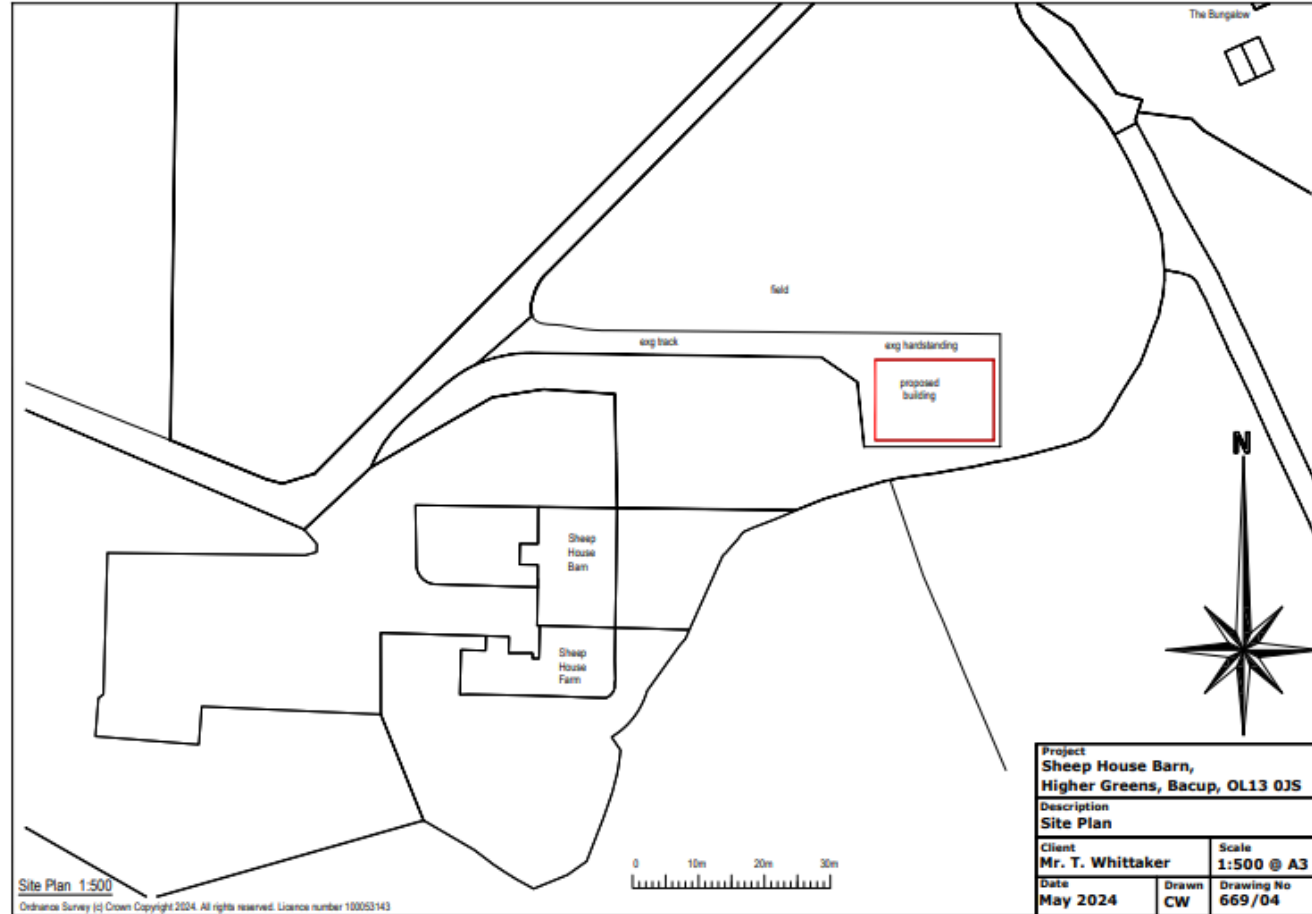 The Bungalow
field
exg track
exg hardstanding
proposed
building
N
Sheep
House
Barn
Sheep
House
Farm
0 10m 20m 30m
Site Plan 1:500
Ordnance Survey (c) Crown Copyright 2024. All rights reserved. Licence number 100053143
Project
Sheep House Barn,
Higher Greens, Bacup, OL13 0JS
Description
Site Plan
Client
Mr. T. Whittaker
Scale
1:500 @ A3
Date
May 2024
Drawn
CW
Drawing No
669/04